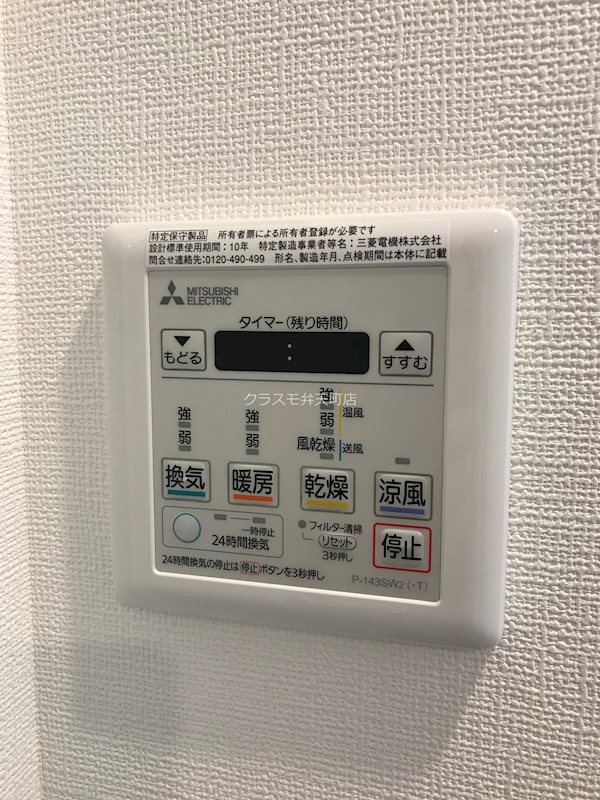 特定保守製品 所有者票による所有者登録が必要です
設計標準使用期間：10年 特定製造事業者等名：三菱電機株式会社
問合せ連絡先:0120-490-499 形名、製造年月、点検期間は本体に記載
MITSUBISHI
ELECTRIC
タイマー(残り時間)
▼
もどる
:
▲
すすむ
クラスモ弁天町店
強
弱
強
弱
強
弱
温風
風乾燥
送風
換気
暖房
乾燥
涼風
一時停止
24時間換気
フィルター清掃
リセット
3秒押し
停止
24時間換気の停止は停止ボタンを3秒押し
P-143SW2 (-T)